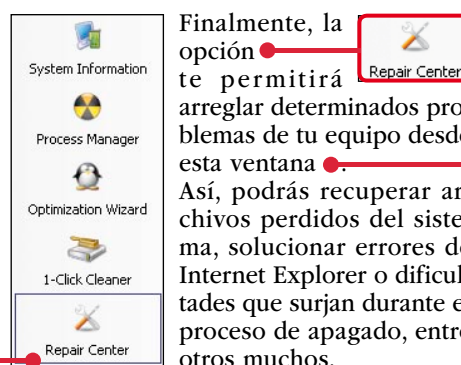 System Information
Process Manager
Optimization Wizard
1-Click Cleaner
Repair Center
Finalmente, la
opción
Repair Center
te permitirá
arreglar determinados pro
blemas de tu equipo desde
esta ventana .
Así, podrás recuperar ar
chivos perdidos del siste
ma, solucionar errores de
Internet Explorer o dificul
tades que surjan durante e
proceso de apagado, entre
otros muchos.